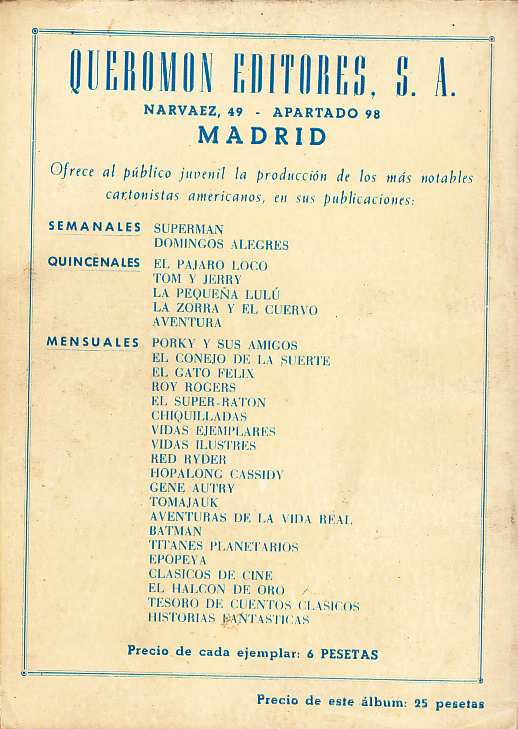 QUEROMON EDITORES, S. A.
NARVAEZ, 49 - APARTADO 98
MADRID
Ofrece al público juvenil la producción de los más notables
cartonistas americanos, en sus publicaciones:
SEMANALES SUPERMAN
DOMINGOS ALEGRES
QUINCENALES EL PAJARO LOCO
TOM Y JERRY
LA PEQUEÑA LULÚ
LA ZORRA Y EL CUERVO
AVENTURA
MENSUALES PORKY Y SUS AMIGOS
EL CONEJO DE LA SUERTE
EL GATO FELIX
ROY ROGERS
EL SUPER-RATON
CHIQUILLADAS
VIDAS EJEMPLARES
VIDAS ILUSTRES
RED RYDER
HOPALONG CASSIDY
GENE AUTRY
TOMAJAUK
AVENTURAS DE LA VIDA REAL
BATMAN
TITANES PLANETARIOS
EPOPEYA
CLASICOS DE CINE
EL HALCON DE ORO
TESORO DE CUENTOS CLASICOS
HISTORIAS FANTASTICAS
Precio de cada ejemplar: 6 PESETAS
Precio de este álbum: 25 pesetas